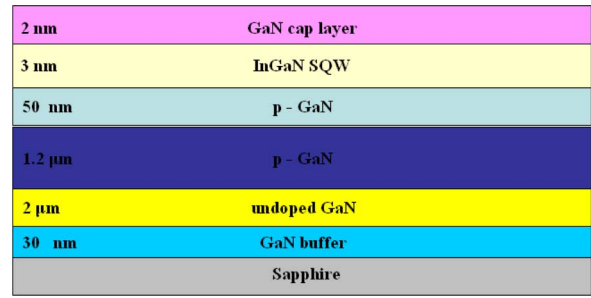 2 nm GaN cap layer
3 nm InGaN SQW
50 nm p - GaN
1.2 μm p - GaN
2 μm undoped GaN
30 nm GaN buffer
Sapphire